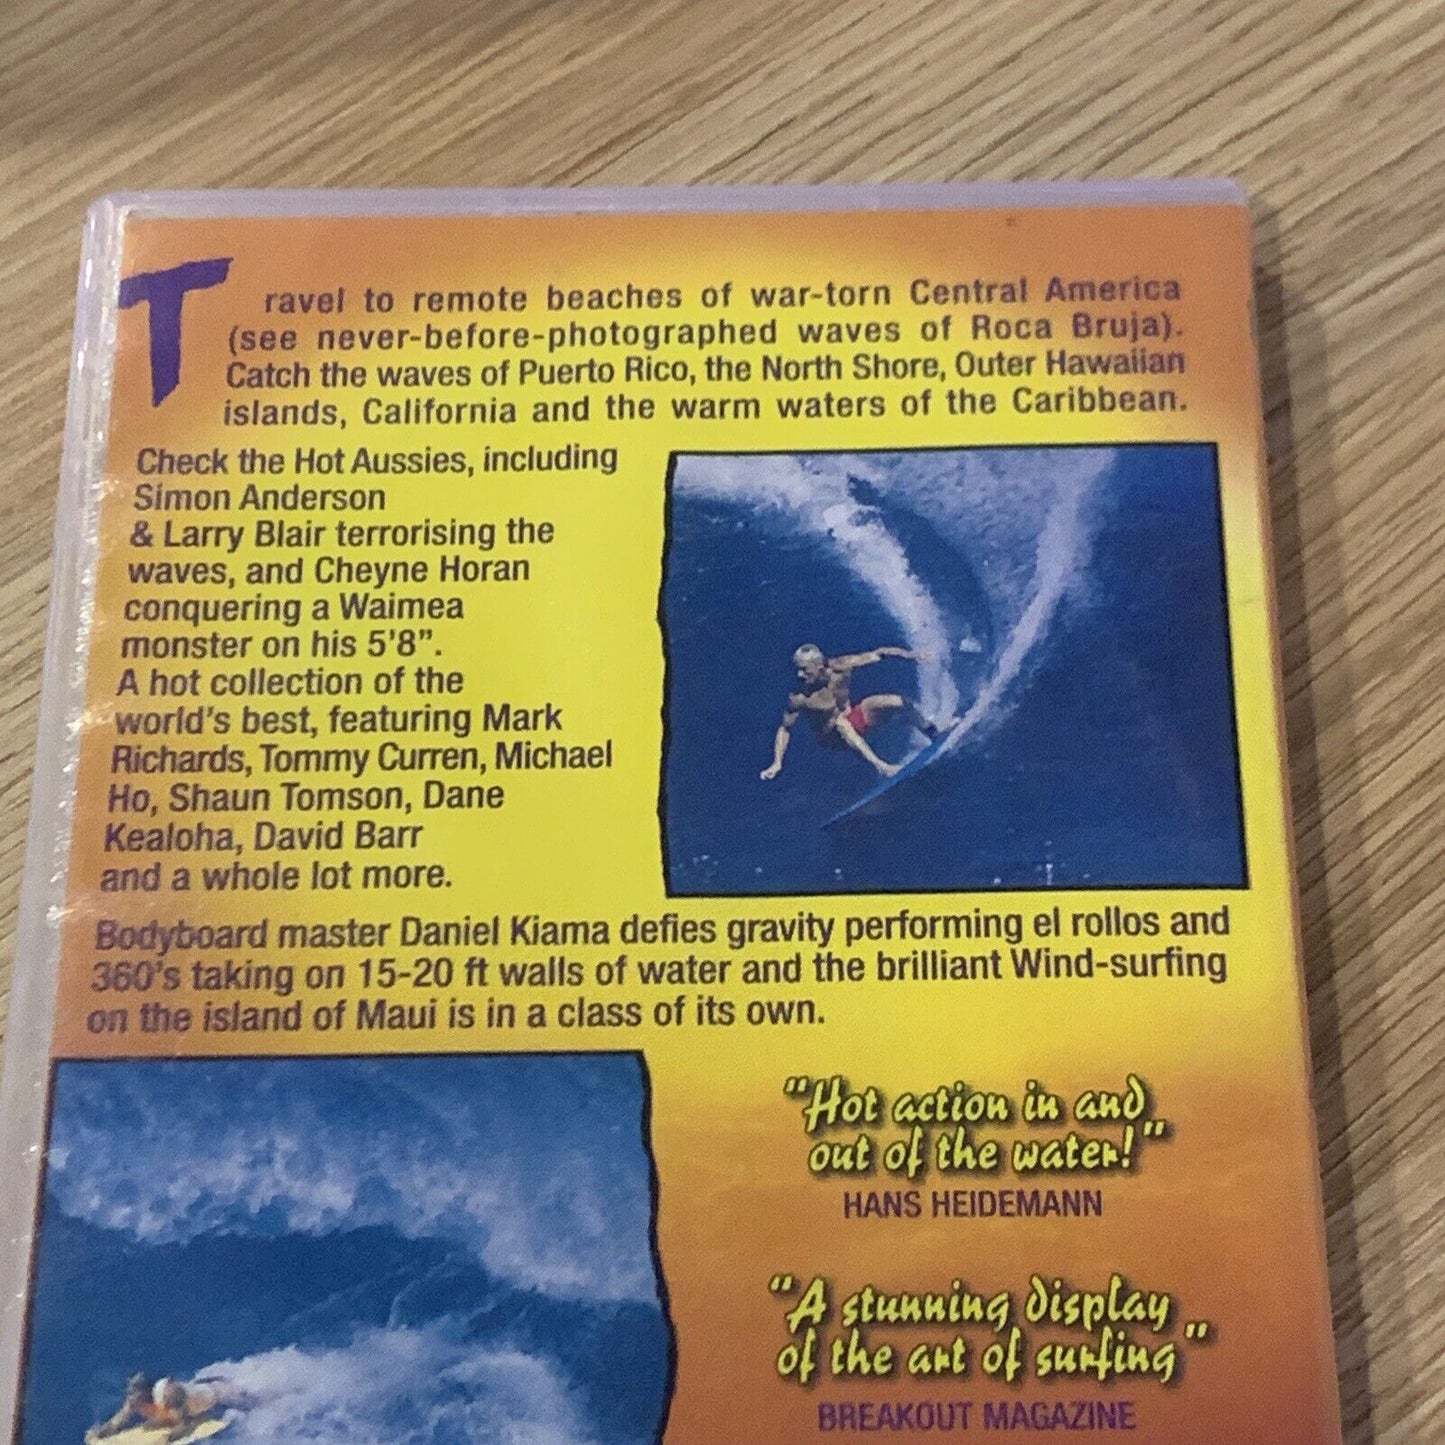 Travel to remote beaches of war-torn Central America
(see never-before-photographed waves of Roca Bruja).
Catch the waves of Puerto Rico, the North Shore, Outer Hawaiian
islands, California and the warm waters of the Caribbean.
Check the Hot Aussies, including
Simon Anderson
& Larry Blair terrorising the
waves, and Cheyne Horan
conquering a Waimea
monster on his 5'8”.
A hot collection of the
world's best, featuring Mark
Richards, Tommy Curren, Michael
Ho, Shaun Tomson, Dane
Kealoha, David Barr
and a whole lot more.
Bodyboard master Daniel Kiama defies gravity performing el rollos and
360's taking on 15-20 ft walls of water and the brilliant Wind-surfing
on the island of Maui is in a class of its own.
"Hot action in and
out of the water!"
HANS HEIDEMANN
"A stunning display
of the art of surfing"
BREAKOUT MAGAZINE